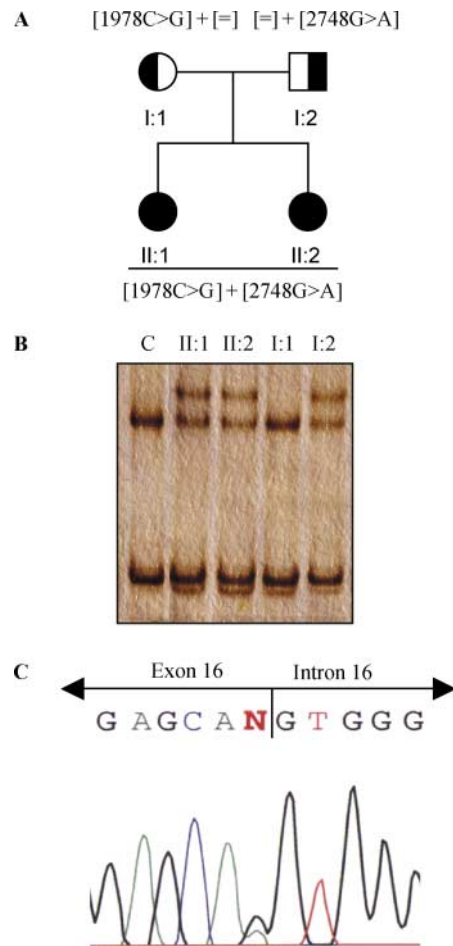 A
[1978C>G] + [=] [=] + [2748G>A]
I:1 I:2
II:1 II:2
[1978C>G] + [2748G>A]
B
C II:1 II:2 I:1 I:2
C
Exon 16 Intron 16
G A G C A N G T G G G